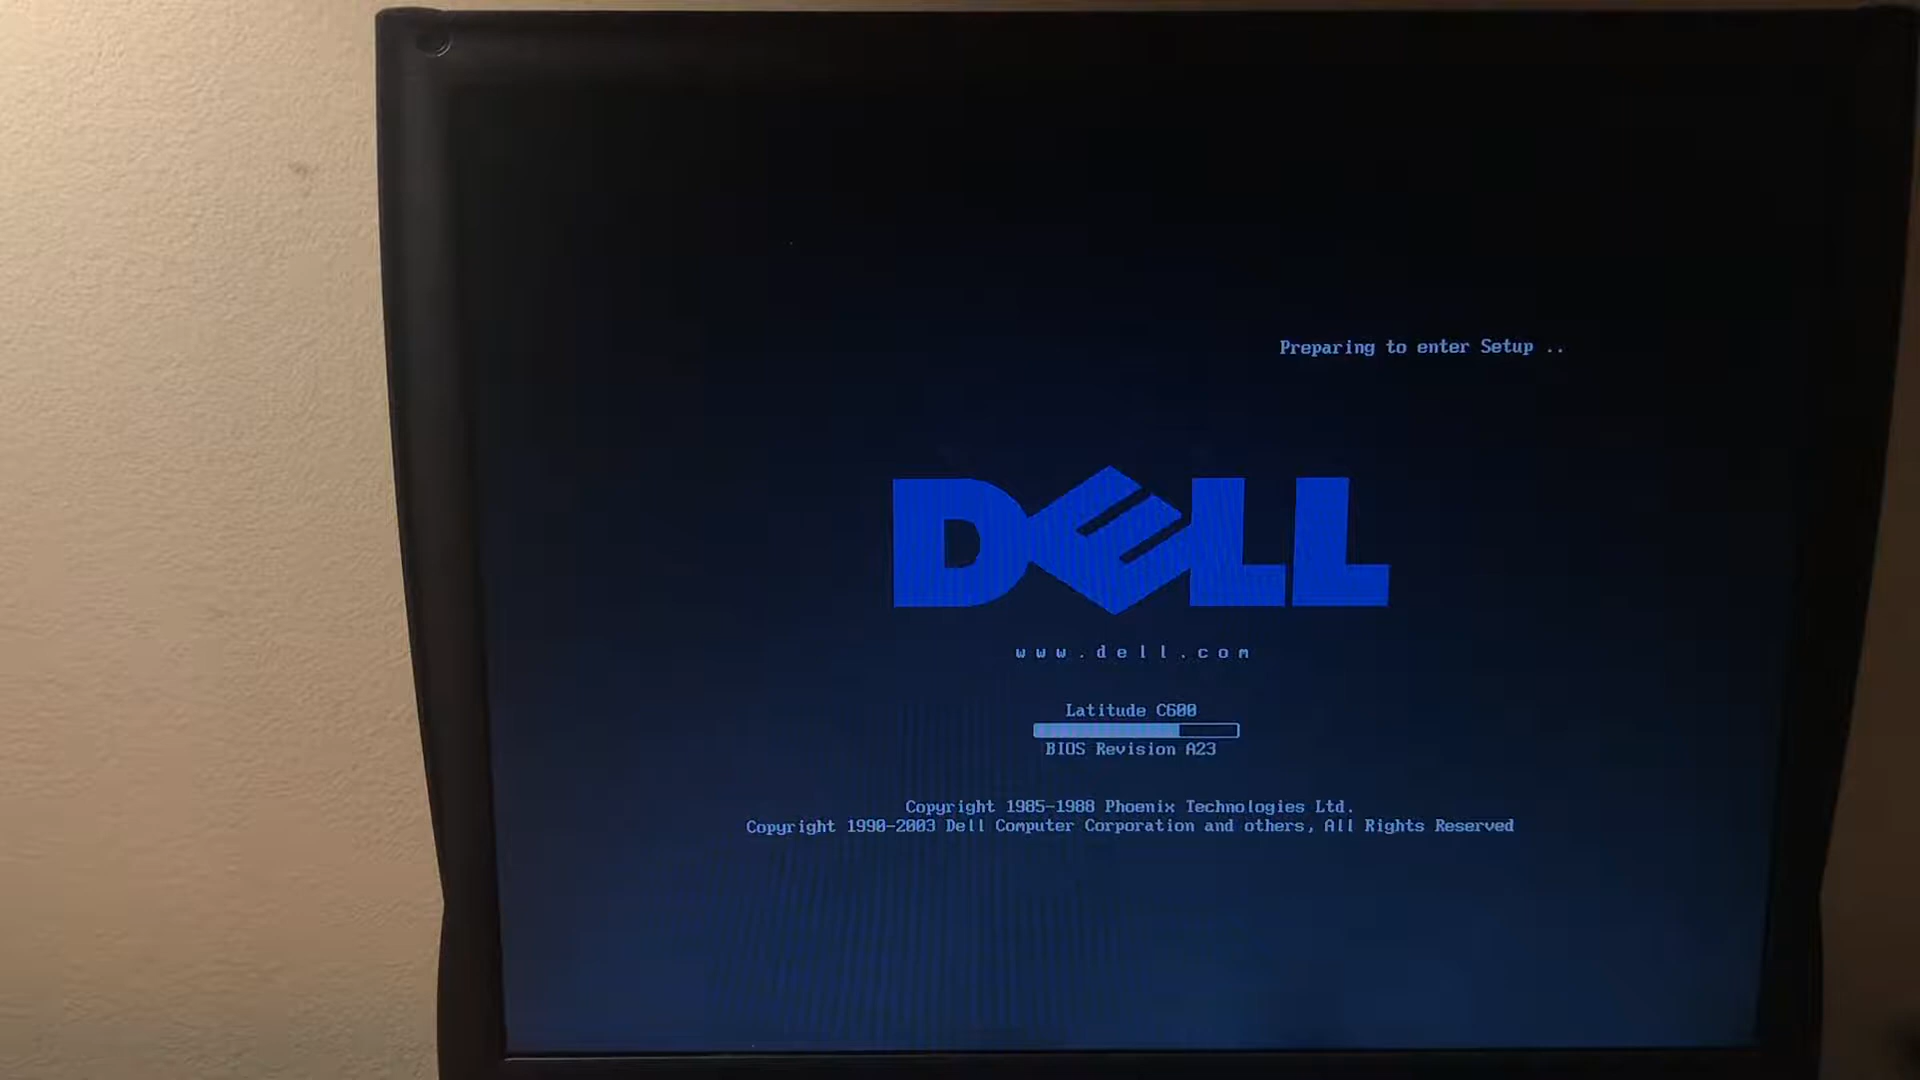 Preparing to enter Setup ..
DELL
www.dell.com
Latitude C600
BIOS Revision A23
Copyright 1985-1988 Phoenix Technologies Ltd.
Copyright 1990-2003 Dell Computer Corporation and others, All Rights Reserved